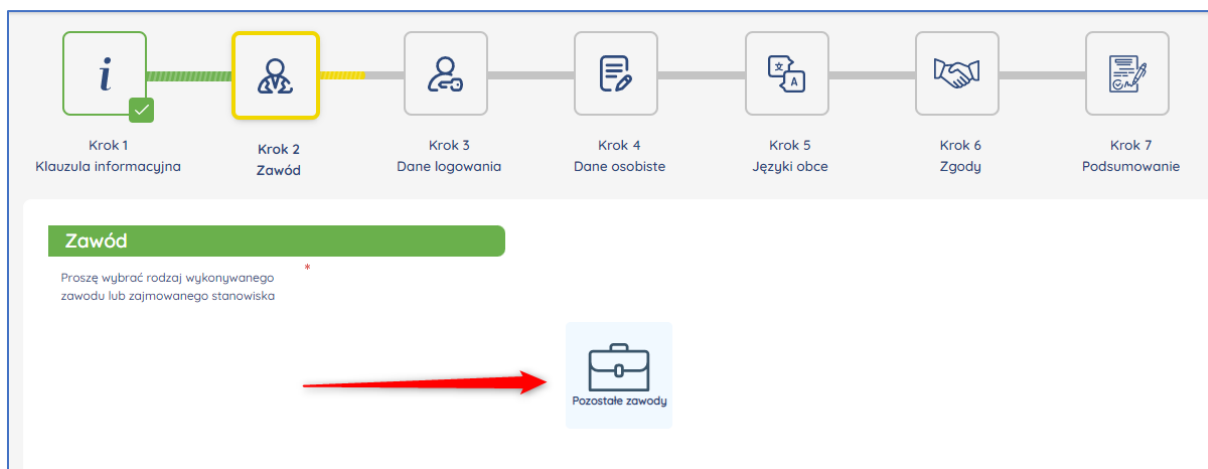 i
Krok 1
Klauzula informacyjna
Krok 2
Zawód
Krok 3
Dane logowania
Krok 4
Dane osobiste
文
A
Krok 5
Języki obce
Krok 6
Zgody
Krok 7
Podsumowanie
Zawód
Proszę wybrać rodzaj wykonywanego *
zawodu lub zajmowanego stanowiska
Pozostałe zawody